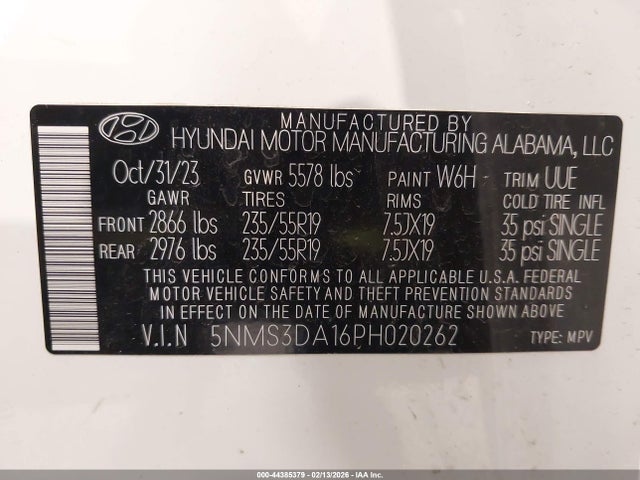 MANUFACTURED BY
HYUNDAI MOTOR MANUFACTURING ALABAMA, LLC
Oct/31/23 GVWR 5578 lbs PAINT W6H TRIM UUE
GAWR TIRES RIMS COLD TIRE INFL
FRONT 2866 lbs 235/55R19 7.5JX19 35 psi SINGLE
REAR 2976 lbs 235/55R19 7.5JX19 35 psi SINGLE
THIS VEHICLE CONFORMS TO ALL APPLICABLE U.S.A. FEDERAL
MOTOR VEHICLE SAFETY AND THEFT PREVENTION STANDARDS
IN EFFECT ON THE DATE OF MANUFACTURE SHOWN ABOVE
V.I.N 5NMS3DA16PH020262 TYPE: MPV
000-44385379 - 02/13/2026 - IAA Inc.